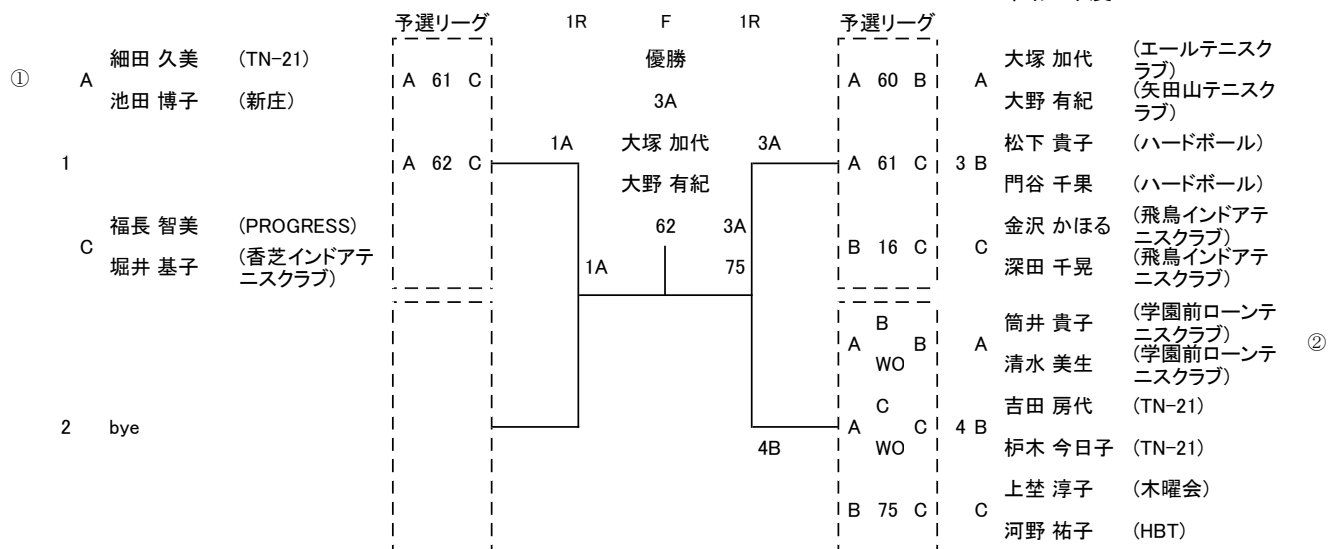 予選リーグ 1R F 1R 予選リーグ
① A 細田 久美 (TN-21) A 61 C 優勝 A 60 B A 大塚 加代 (エールテニスクラブ)
池田 博子 (新庄) 3A 大野 有紀 (矢田山テニスクラブ)
1 A 62 C 1A 大塚 加代 3A A 61 C 3 B 松下 貴子 (ハードボール)
大野 有紀 門谷 千果 (ハードボール)
C 福長 智美 (PROGRESS) 62 3A B 16 C C 金沢 かほる (飛鳥インドアテニスクラブ)
堀井 基子 (香芝インドアテニスクラブ) 1A 75 深田 千晃 (飛鳥インドアテニスクラブ)
A B WO B A 筒井 貴子 (学園前ローンテニスクラブ) ②
清水 美生 (学園前ローンテニスクラブ)
2 bye 4B A C WO C 4 B 吉田 房代 (TN-21)
枦木 今日子 (TN-21)
B 75 C C 上埜 淳子 (木曜会)
河野 祐子 (HBT)